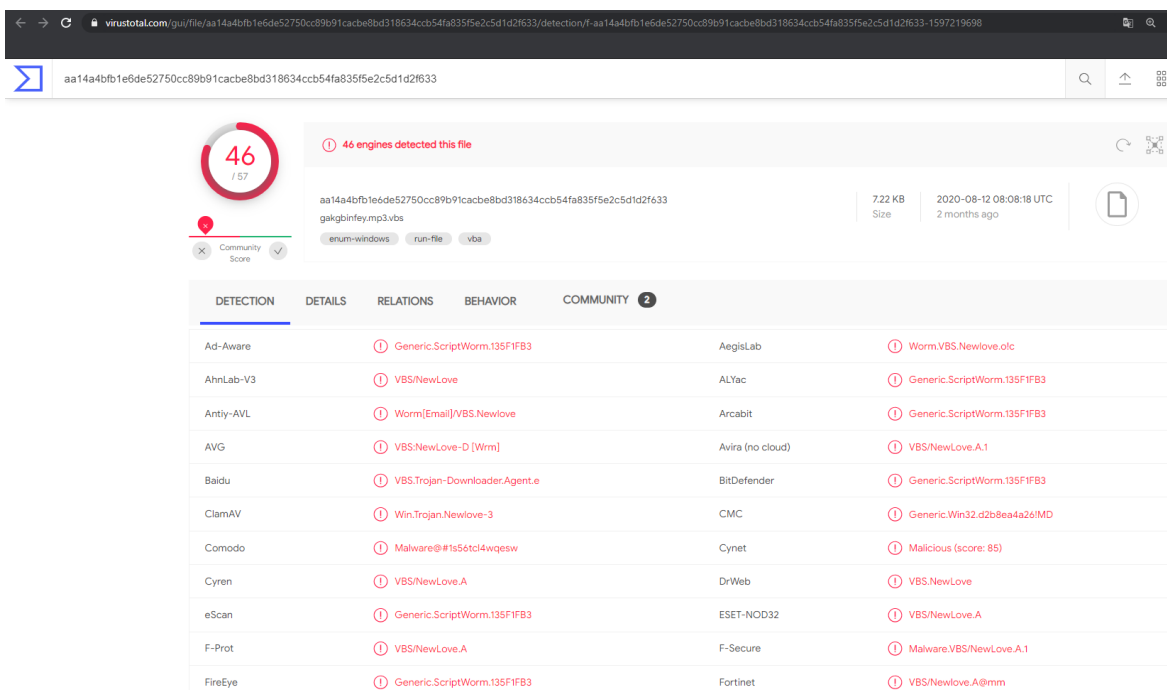 virustotal.com/gui/file/aa14a4bfb1e6de52750cc89b91cacbe8bd318634ccb54fa835f5e2c5d1d2f633/detection/f-aa14a4bfb1e6de52750cc89b91cacbe8bd318634ccb54fa835f5e2c5d1d2f633-1597219698
aa14a4bfb1e6de52750cc89b91cacbe8bd318634ccb54fa835f5e2c5d1d2f633
46
/ 57
46 engines detected this file
aa14a4bfb1e6de52750cc89b91cacbe8bd318634ccb54fa835f5e2c5d1d2f633
gakgbinfey.mp3.vbs
enum-windows run-file vba
7.22 KB
Size
2020-08-12 08:08:18 UTC
2 months ago
Community
Score
DETECTION DETAILS RELATIONS BEHAVIOR COMMUNITY 2
Ad-Aware Generic.ScriptWorm.135F1FB3 AegisLab Worm.VBS.Newlove.o!c
AhnLab-V3 VBS/NewLove ALYac Generic.ScriptWorm.135F1FB3
Antiy-AVL Worm[Email]/VBS.Newlove Arcabit Generic.ScriptWorm.135F1FB3
AVG VBS:NewLove-D [Wrm] Avira (no cloud) VBS/NewLove.A.1
Baidu VBS.Trojan-Downloader.Agent.e BitDefender Generic.ScriptWorm.135F1FB3
ClamAV Win.Trojan.Newlove-3 CMC Generic.Win32.d2b8ea4a26!MD
Comodo Malware@#1s56tcl4wqesw Cynet Malicious (score: 85)
Cyren VBS/NewLove.A DrWeb VBS.NewLove
eScan Generic.ScriptWorm.135F1FB3 ESET-NOD32 VBS/NewLove.A
F-Prot VBS/NewLove.A F-Secure Malware.VBS/NewLove.A.1
FireEye Generic.ScriptWorm.135F1FB3 Fortinet VBS/Newlove.A@mm